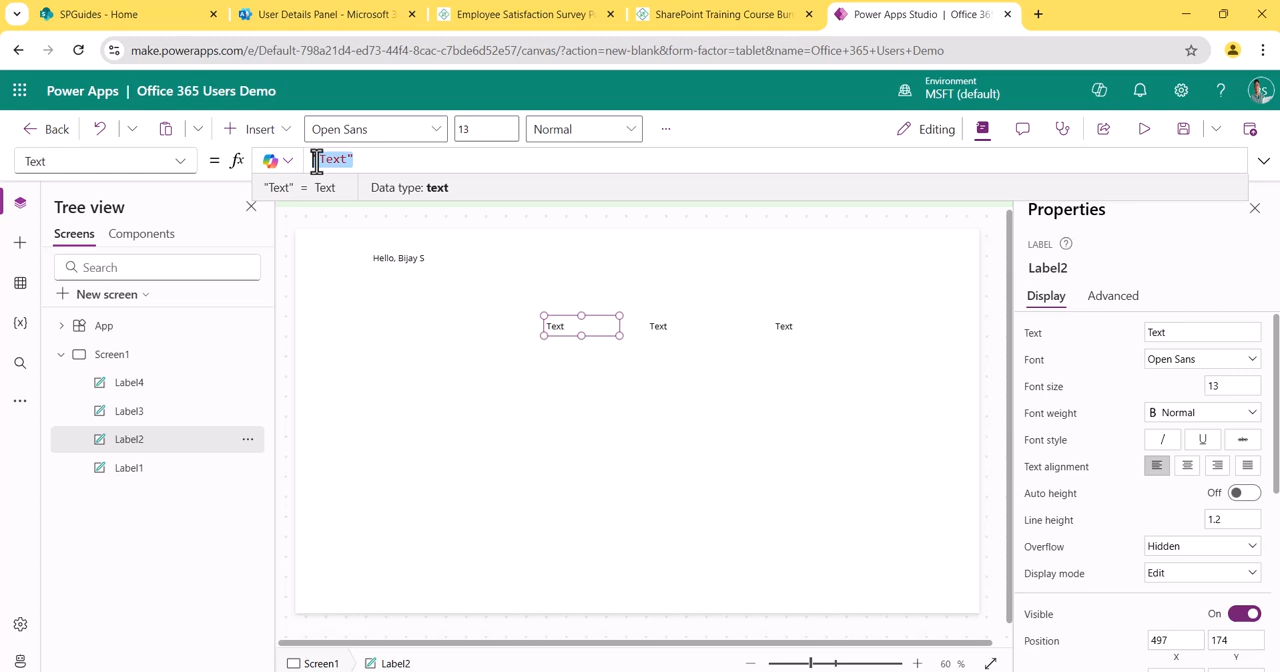 SPGuides - Home
User Details Panel - Microsoft 3
Employee Satisfaction Survey P
SharePoint Training Course Bun
Power Apps Studio | Office 36
make.powerapps.com/e/Default-798a21d4-ed73-44f4-8cac-c7bde6d52e57/canvas/?action=new-blank&form-factor=tablet&name=Office+365+Users+Demo
Power Apps | Office 365 Users Demo
Environment
MSFT (default)
Back
Insert
Open Sans
13
Normal
Editing
Text
= fx
"Text"
"Text" = Text
Data type: text
Tree view
Screens
Components
Search
New screen
App
Screen1
Label4
Label3
Label2
Label1
Hello, Bijay S
Text
Text
Text
Properties
LABEL
Label2
Display
Advanced
Text
Text
Font
Open Sans
Font size
13
Font weight
B Normal
Font style
/ U abc
Text alignment
Auto height
Off
Line height
1.2
Overflow
Hidden
Display mode
Edit
Visible
On
Position
497
174
X
Y
Screen1
Label2
60 %